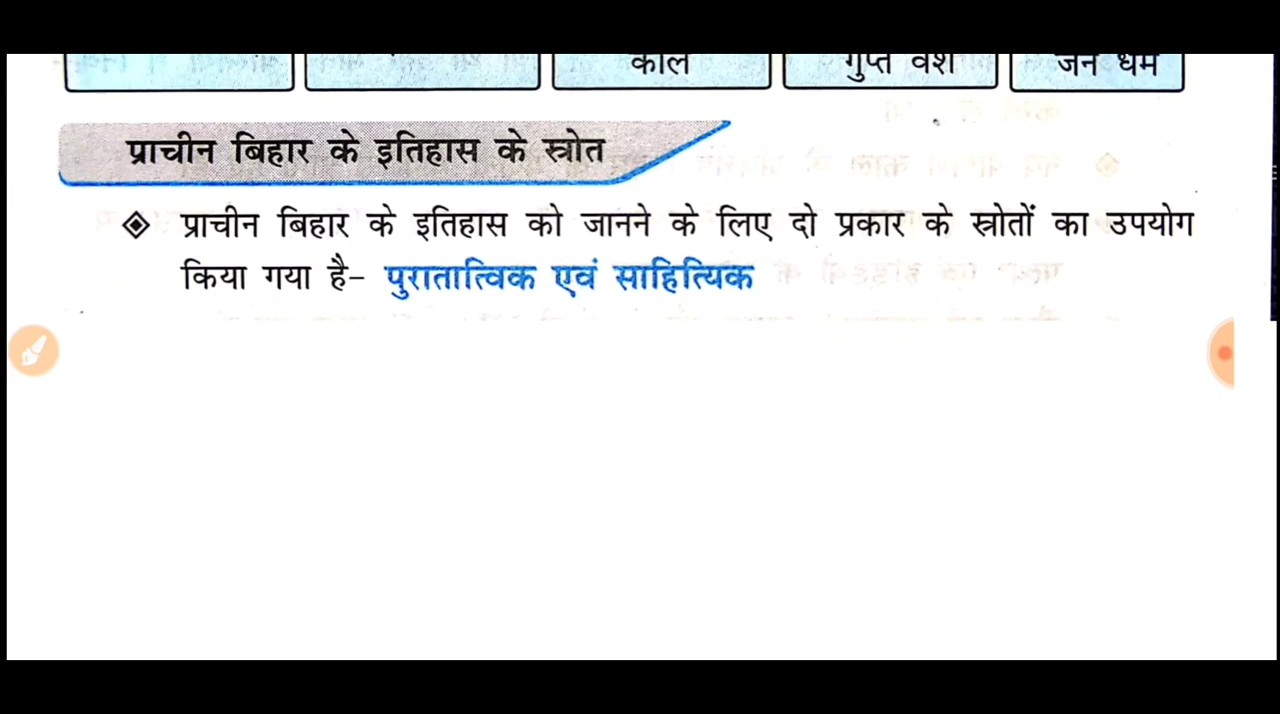 काल गुप्त वंश जैन धर्म
प्राचीन बिहार के इतिहास के स्त्रोत
प्राचीन बिहार के इतिहास को जानने के लिए दो प्रकार के स्त्रोतों का उपयोग
किया गया है– पुरातात्विक एवं साहित्यिक